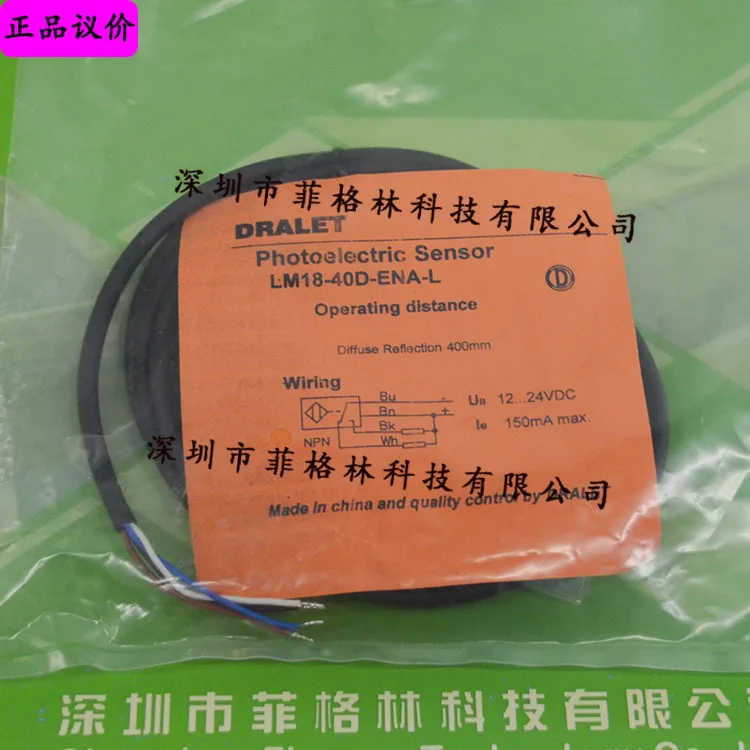 正品议价
深圳市菲格林科技有限公司
DRALET
Photoelectric Sensor
LM18-40D-ENA-L
Operating distance
Diffuse Reflection 400mm
Wiring
Bu -
Bn +
Bk
Wh
NPN
UB 12...24VDC
Ie 150mA max.
深圳市菲格林科技有限公司
Made in china and quality control by DRALET
深圳市菲格林科技有限公